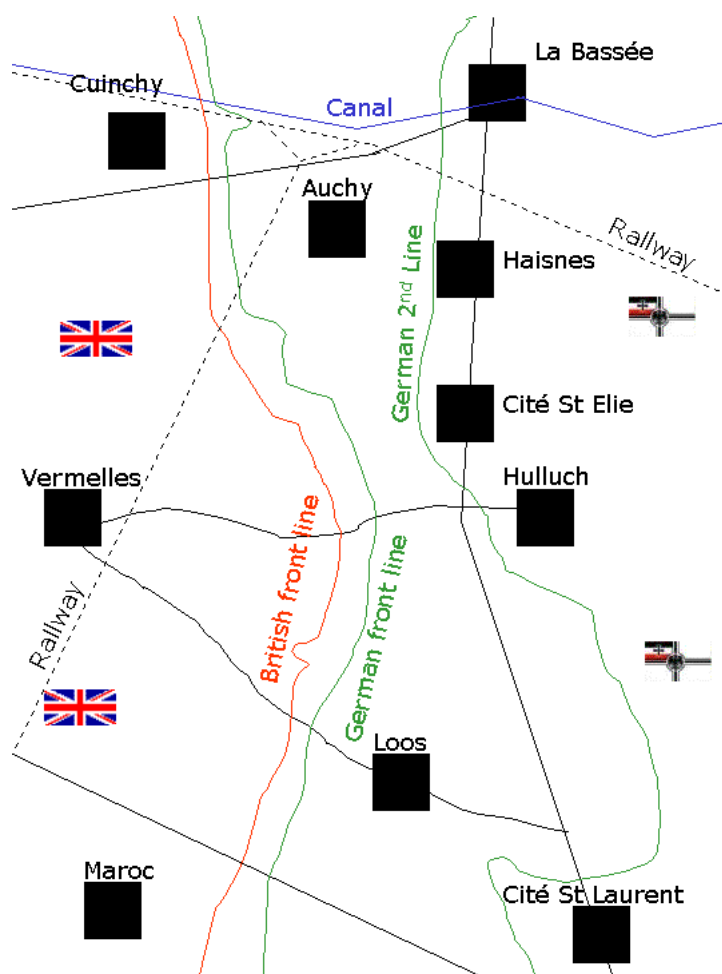 La Bassée
Cuinchy
Canal
Auchy
Railway
Haisnes
German 2nd Line
Cité St Elie
Vermelles
Hulluch
British front line
German front line
Railway
Loos
Maroc
Cité St Laurent